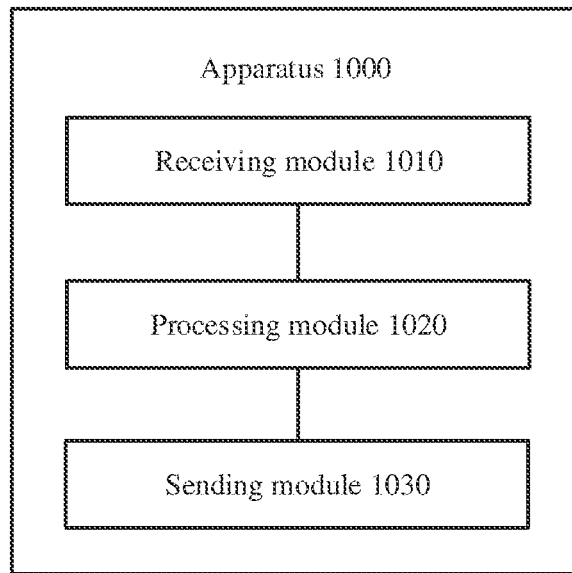 Apparatus 1000
Receiving module 1010
Processing module 1020
Sending module 1030